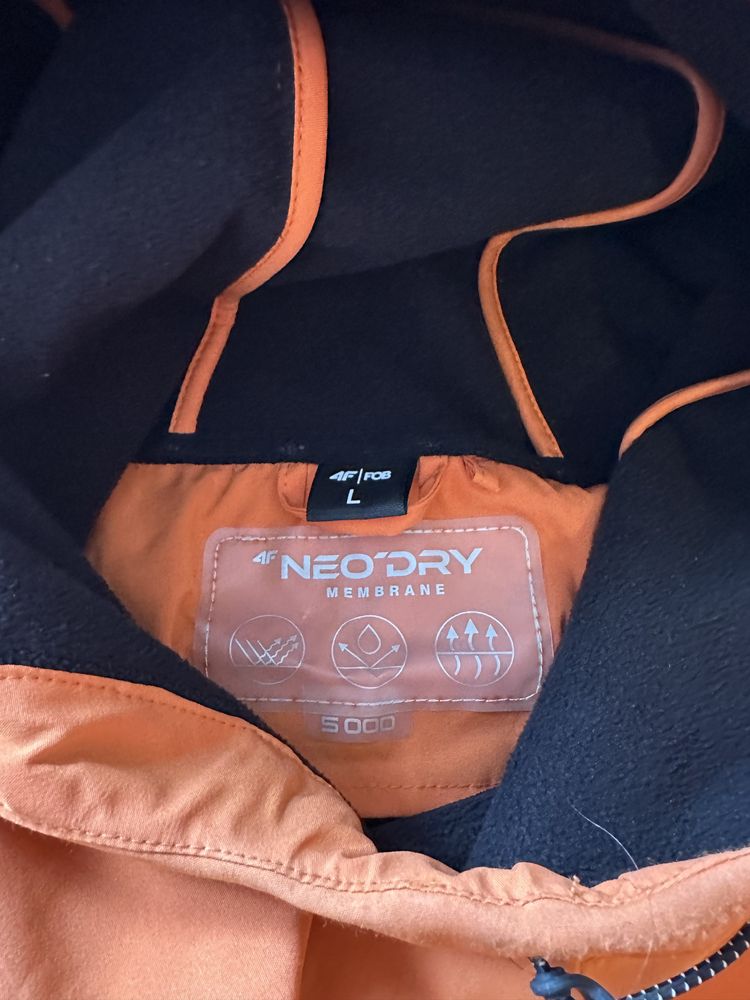 4F | FOB
L
4F NEO'DRY
MEMBRANE
5 000